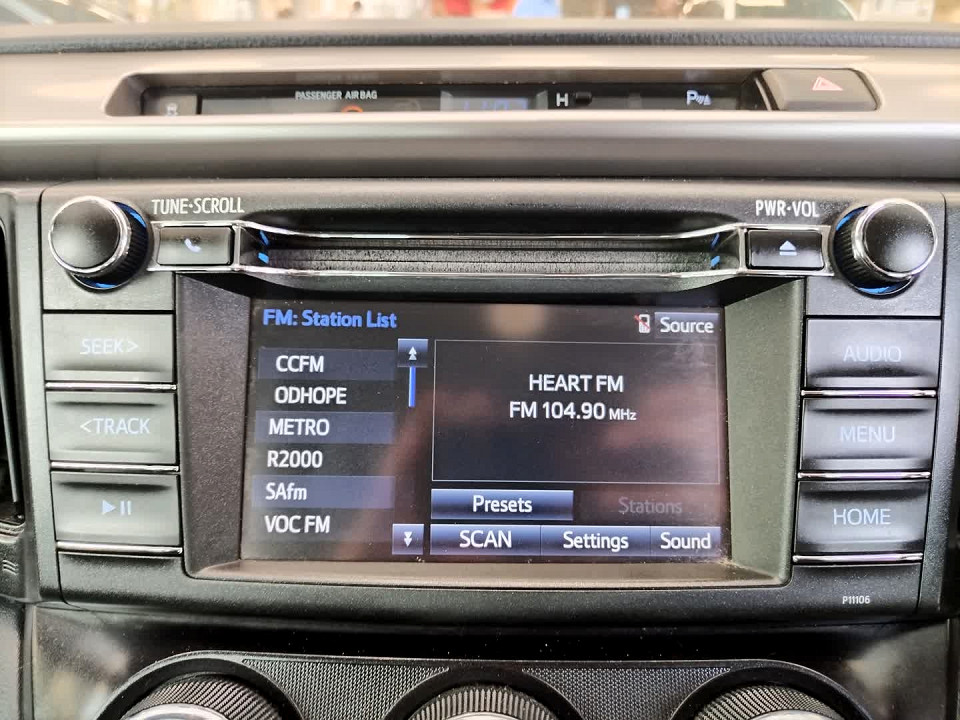 PASSENGER AIR BAG
H
P
TUNE·SCROLL
PWR·VOL
FM: Station List
Source
SEEK>
<TRACK
CCFM
ODHOPE
METRO
R2000
SAfm
VOC FM
HEART FM
FM 104.90 MHz
Presets
Stations
SCAN
Settings
Sound
AUDIO
MENU
HOME
P11106